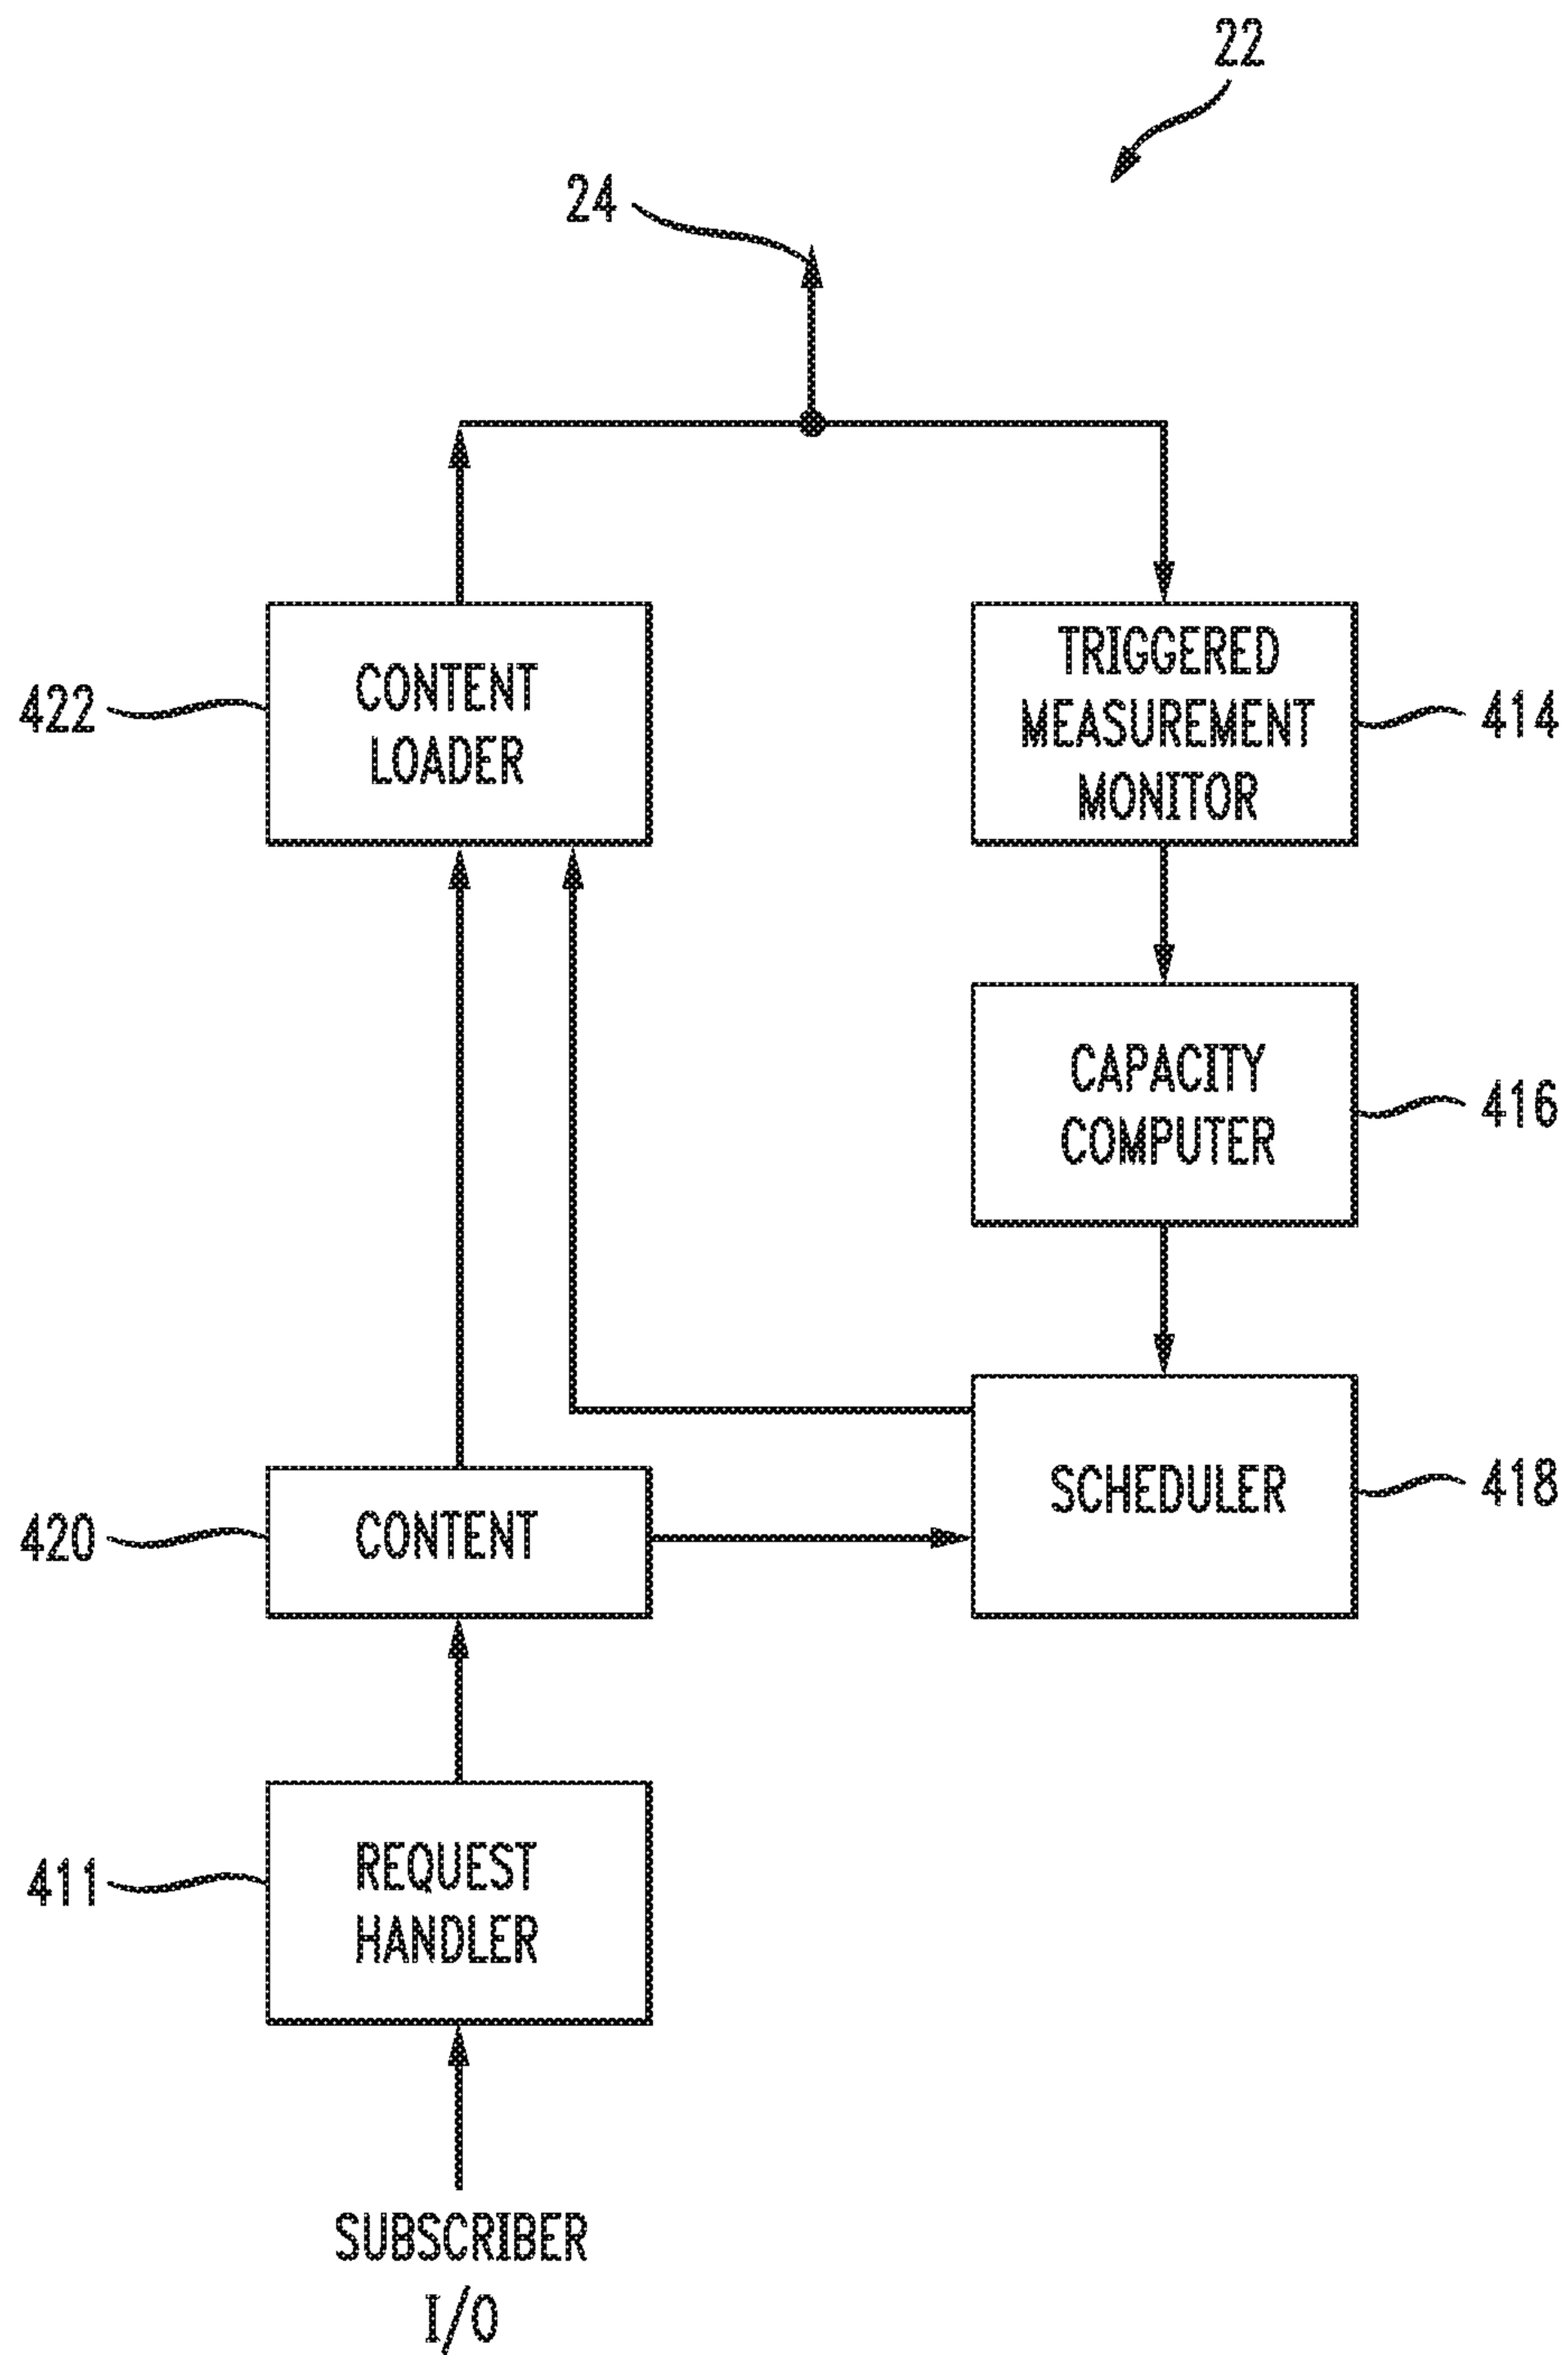 22
24
422
CONTENT
LOADER
TRIGGERED
MEASUREMENT
MONITOR
414
CAPACITY
COMPUTER
416
420
CONTENT
SCHEDULER
418
411
REQUEST
HANDLER
SUBSCRIBER
I/O